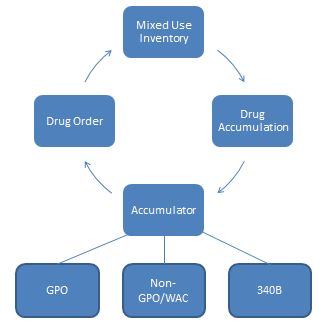 Mixed Use
Inventory
Drug Order
Drug
Accumulation
Accumulator
GPO
Non-
GPO/WAC
340B